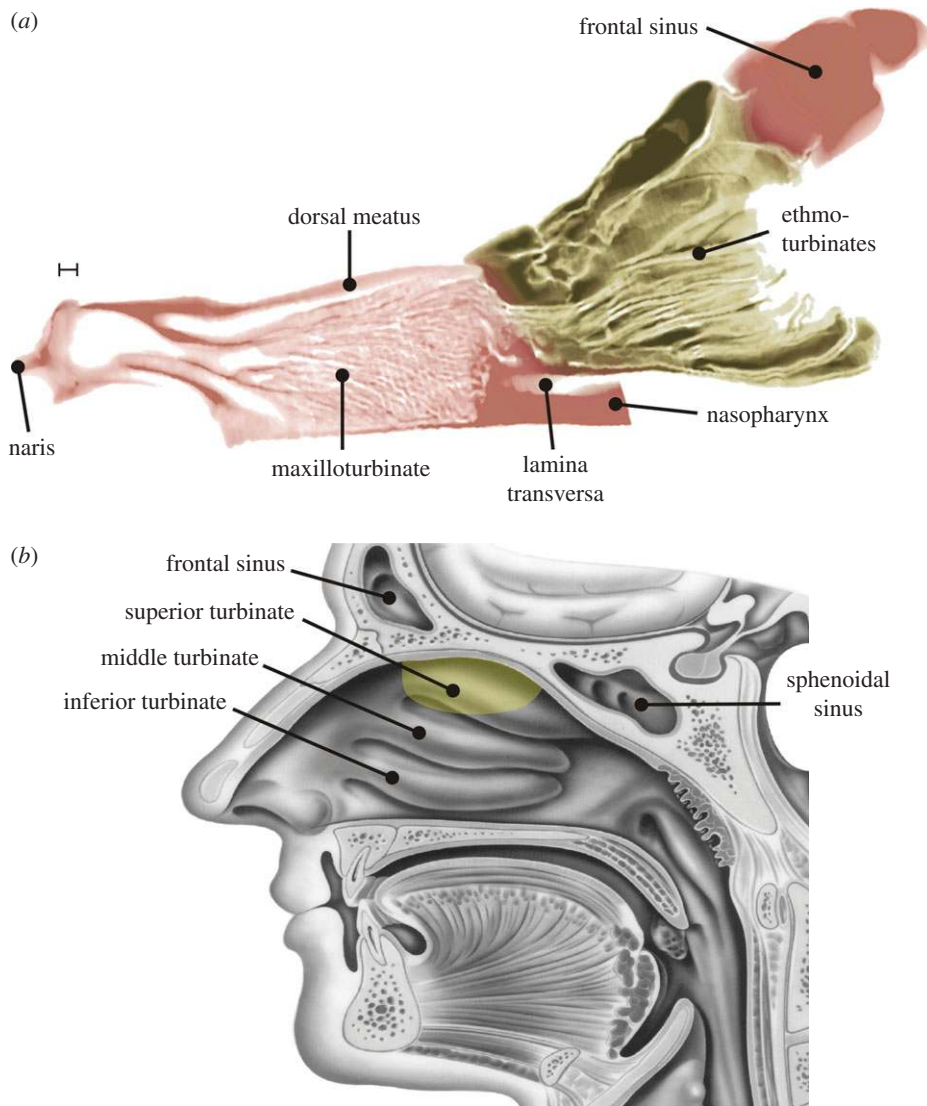 (a)
frontal sinus
dorsal meatus
ethmo-
turbinates
naris
maxilloturbinate
lamina
transversa
nasopharynx
(b)
frontal sinus
superior turbinate
middle turbinate
inferior turbinate
sphenoidal
sinus